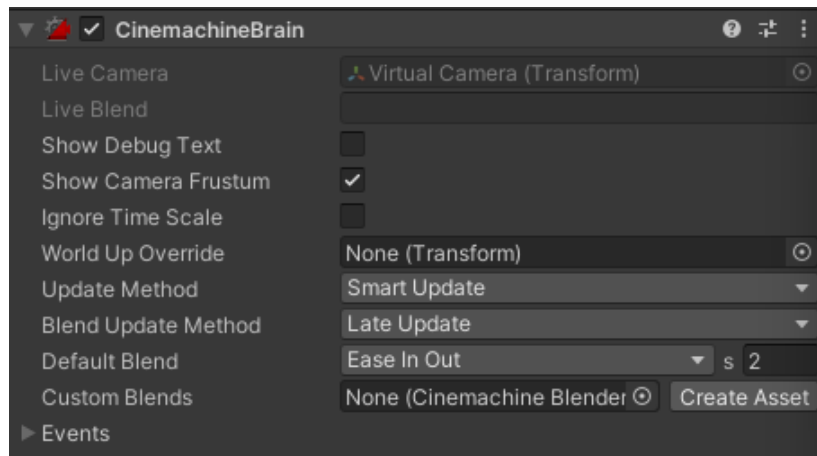 CinemachineBrain
Live Camera Virtual Camera (Transform)
Live Blend
Show Debug Text
Show Camera Frustum
Ignore Time Scale
World Up Override None (Transform)
Update Method Smart Update
Blend Update Method Late Update
Default Blend Ease In Out s 2
Custom Blends None (Cinemachine Blender Create Asset
Events